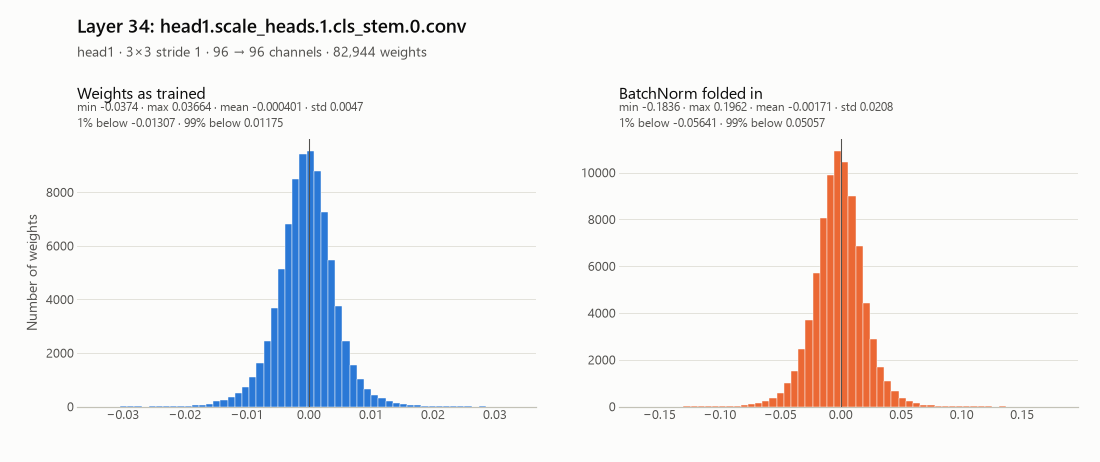 Layer 34: head1.scale_heads.1.cls_stem.0.conv
head1 · 3×3 stride 1 · 96 → 96 channels · 82,944 weights
Weights as trained
min -0.0374 · max 0.03664 · mean -0.000401 · std 0.0047
1% below -0.01307 · 99% below 0.01175
Number of weights
8000
6000
4000
2000
0
−0.03 −0.02 −0.01 0.00 0.01 0.02 0.03
BatchNorm folded in
min -0.1836 · max 0.1962 · mean -0.00171 · std 0.0208
1% below -0.05641 · 99% below 0.05057
10000
8000
6000
4000
2000
0
−0.15 −0.10 −0.05 0.00 0.05 0.10 0.15